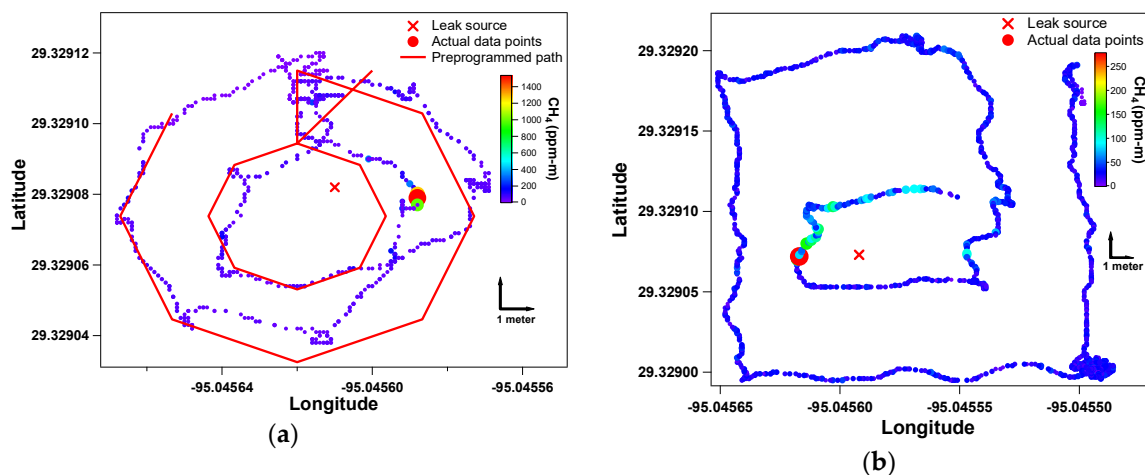 Leak source
Actual data points
Preprogrammed path
29.32912
29.32910
29.32908
29.32906
29.32904
Latitude
1400
1200
1000
800
600
400
200
0
CH4 (ppm-m)
1 meter
-95.04564
-95.04560
-95.04556
Longitude
(a)
Leak source
Actual data points
29.32920
29.32915
29.32910
29.32905
29.32900
Latitude
250
200
150
100
50
0
CH4 (ppm-m)
1 meter
-95.04565
-95.04560
-95.04555
-95.04550
Longitude
(b)